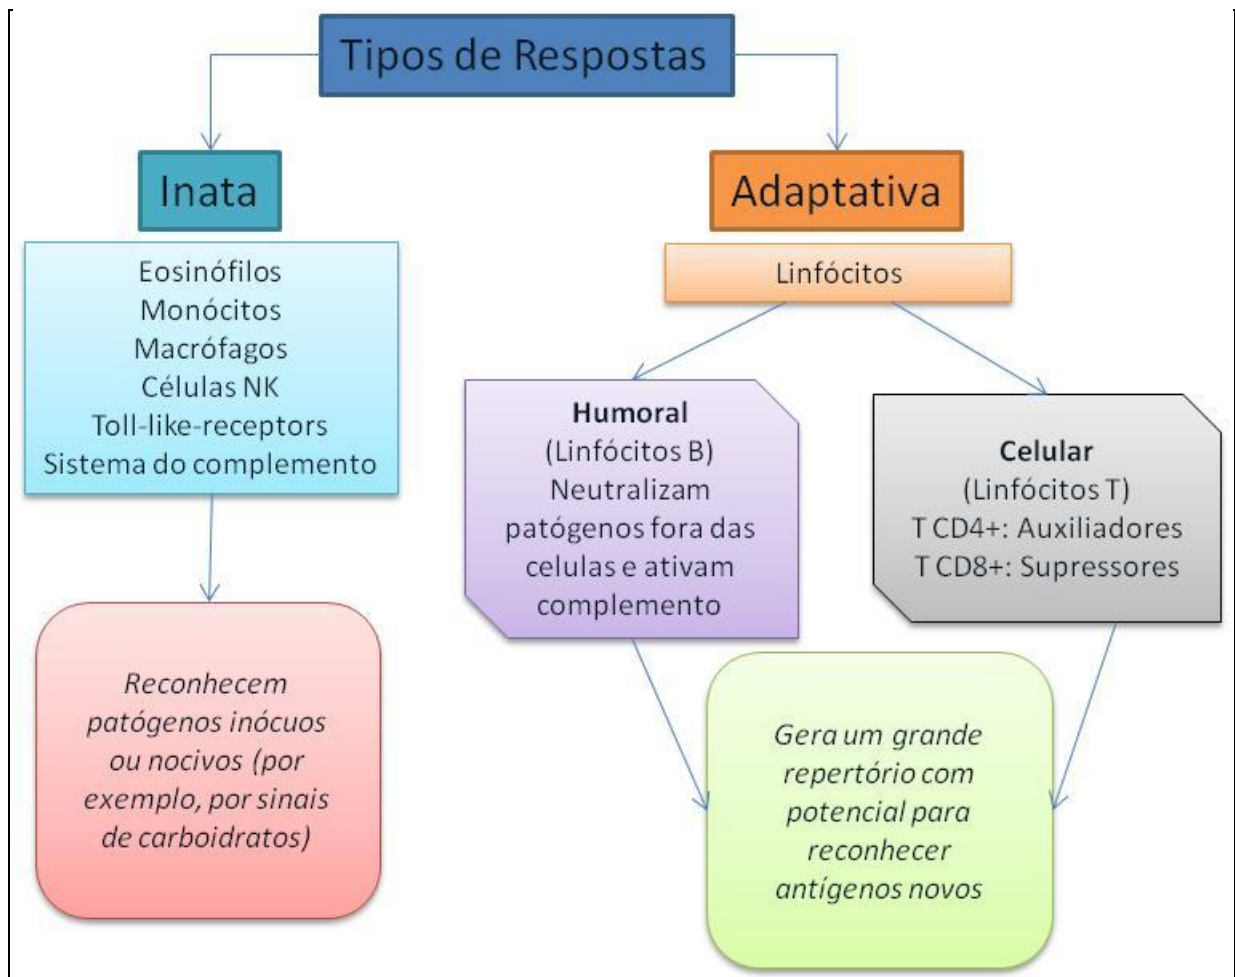 Tipos de Respostas
Inata
Eosinófilos
Monócitos
Macrófagos
Células NK
Toll-like-receptors
Sistema do complemento
Reconhecem
patógenos inócuos
ou nocivos (por
exemplo, por sinais
de carboidratos)
Adaptativa
Linfócitos
Humoral
(Linfócitos B)
Neutralizam
patógenos fora das
celulas e ativam
complemento
Celular
(Linfócitos T)
T CD4+: Auxiliadores
T CD8+: Supressores
Gera um grande
repertório com
potencial para
reconhecer
antígenos novos